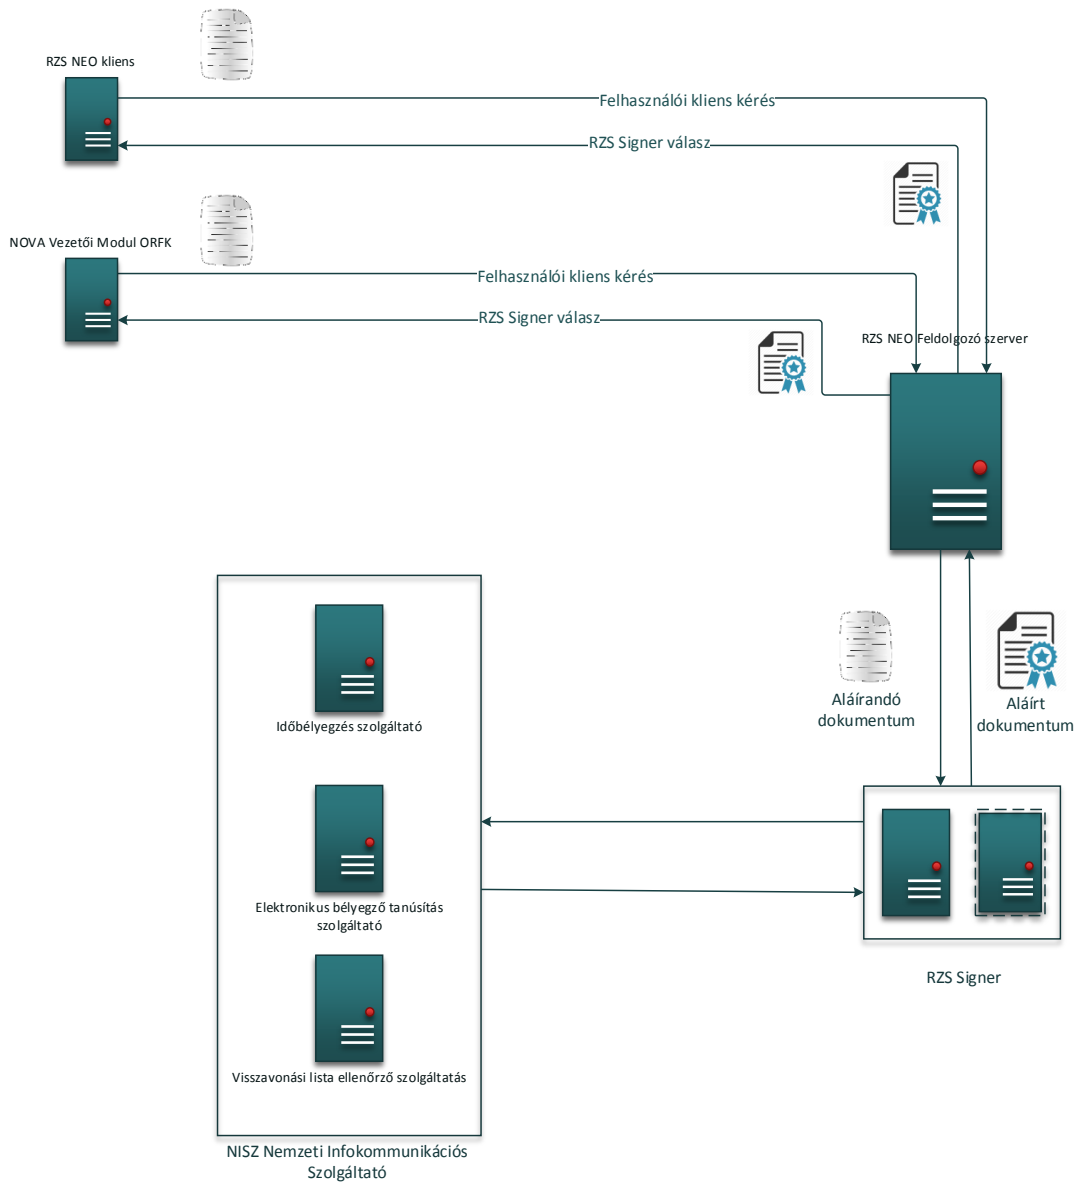 RZS NEO kliens
Felhasználói kliens kérés
RZS Signer válasz
NOVA Vezetői Modul ORFK
Felhasználói kliens kérés
RZS Signer válasz
RZS NEO Feldolgozó szerver
Aláírandó
dokumentum
Aláírt
dokumentum
Időbélyegzés szolgáltató
Elektronikus bélyegző tanúsítás
szolgáltató
Visszavonási lista ellenőrző szolgáltatás
RZS Signer
NISZ Nemzeti Infokommunikációs
Szolgáltató